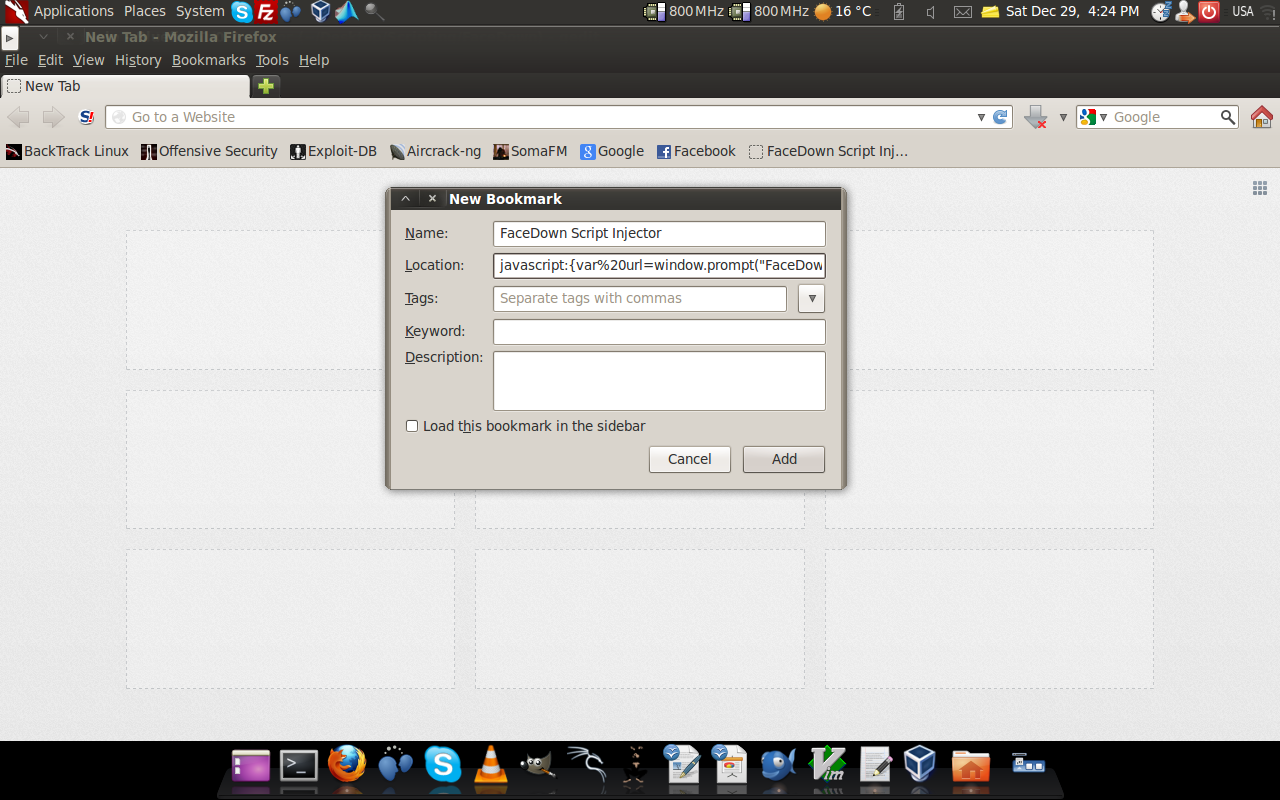 Applications Places System 800 MHz 800 MHz 16 °C Sat Dec 29, 4:24 PM USA
New Tab - Mozilla Firefox
File Edit View History Bookmarks Tools Help
New Tab
S! Go to a Website Google
BackTrack Linux Offensive Security Exploit-DB Aircrack-ng SomaFM Google Facebook FaceDown Script Inj...
New Bookmark
Name: FaceDown Script Injector
Location: javascript:{var%20url=window.prompt("FaceDow
Tags: Separate tags with commas
Keyword:
Description:
Load this bookmark in the sidebar
Cancel Add
Vim